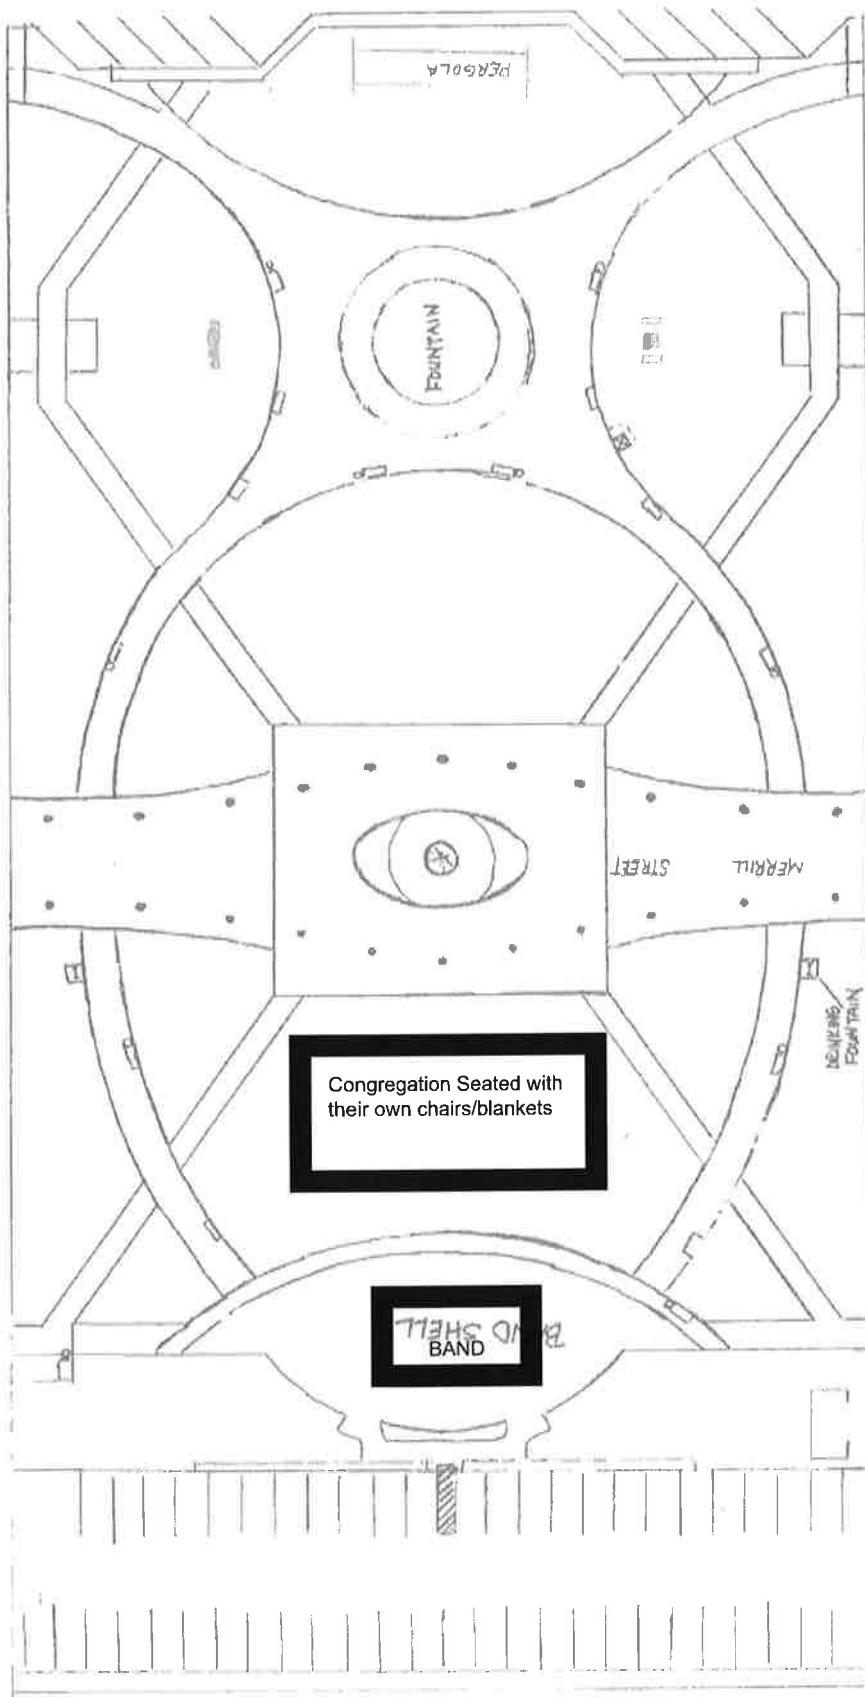 PERGOLA
FOUNTAIN
STREET
MERRILL
DRINKING
FOUNTAIN
Congregation Seated with
their own chairs/blankets
BAND SHELL
BAND